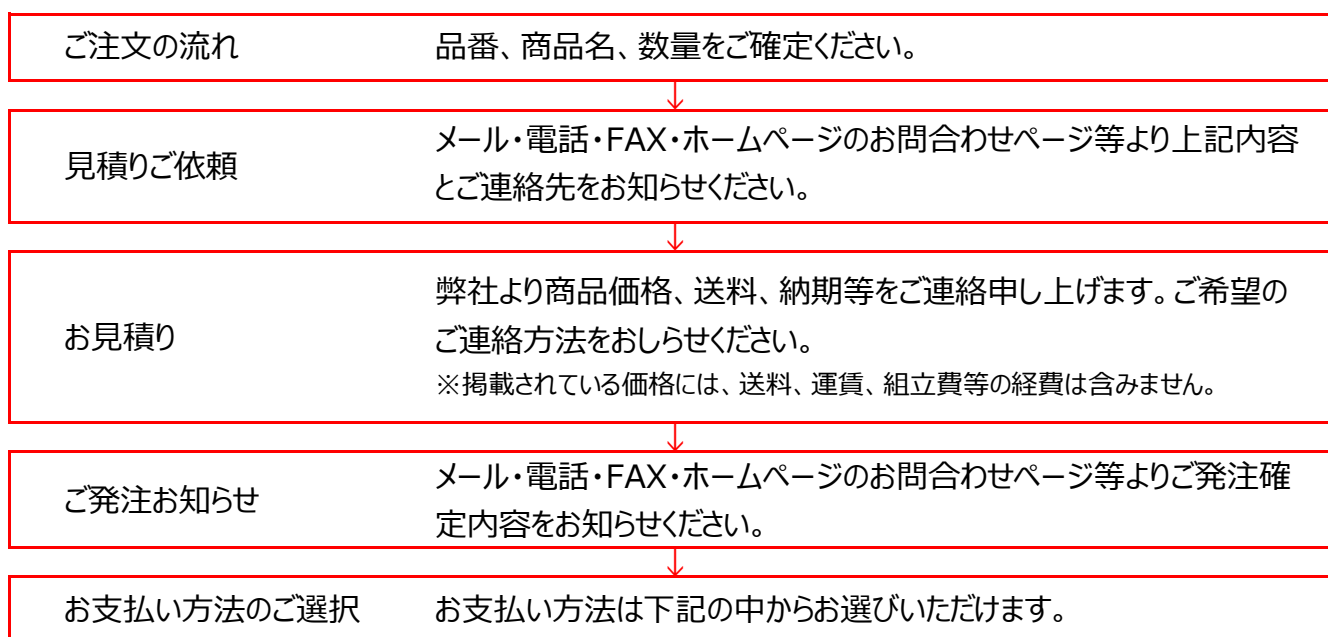 ご注文の流れ 品番、商品名、数量をご確定ください。
↓
見積りご依頼 メール・電話・FAX・ホームページのお問合わせページ等より上記内容
とご連絡先をお知らせください。
↓
お見積り 弊社より商品価格、送料、納期等をご連絡申し上げます。ご希望の
ご連絡方法をおしらせください。
※掲載されている価格には、送料、運賃、組立費等の経費は含みません。
↓
ご発注お知らせ メール・電話・FAX・ホームページのお問合わせページ等よりご発注確
定内容をお知らせください。
↓
お支払い方法のご選択 お支払い方法は下記の中からお選びいただけます。